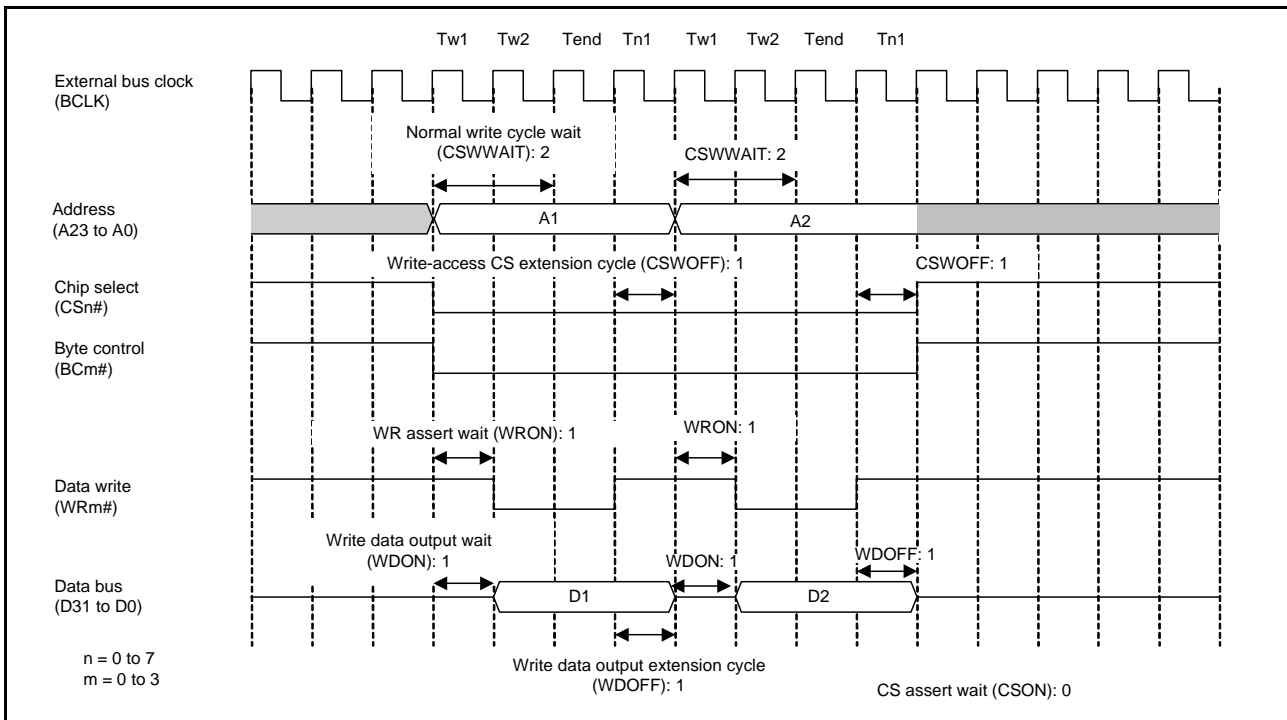 Tw1 Tw2 Tend Tn1 Tw1 Tw2 Tend Tn1
External bus clock
(BCLK)
Normal write cycle wait
(CSWWAIT): 2
CSWWAIT: 2
Address
(A23 to A0)
A1
A2
Write-access CS extension cycle (CSWOFF): 1
CSWOFF: 1
Chip select
(CSn#)
Byte control
(BCm#)
WR assert wait (WRON): 1
WRON: 1
Data write
(WRm#)
Write data output wait
(WDON): 1
WDON: 1
WDOFF: 1
Data bus
(D31 to D0)
D1
D2
n = 0 to 7
m = 0 to 3
Write data output extension cycle
(WDOFF): 1
CS assert wait (CSON): 0